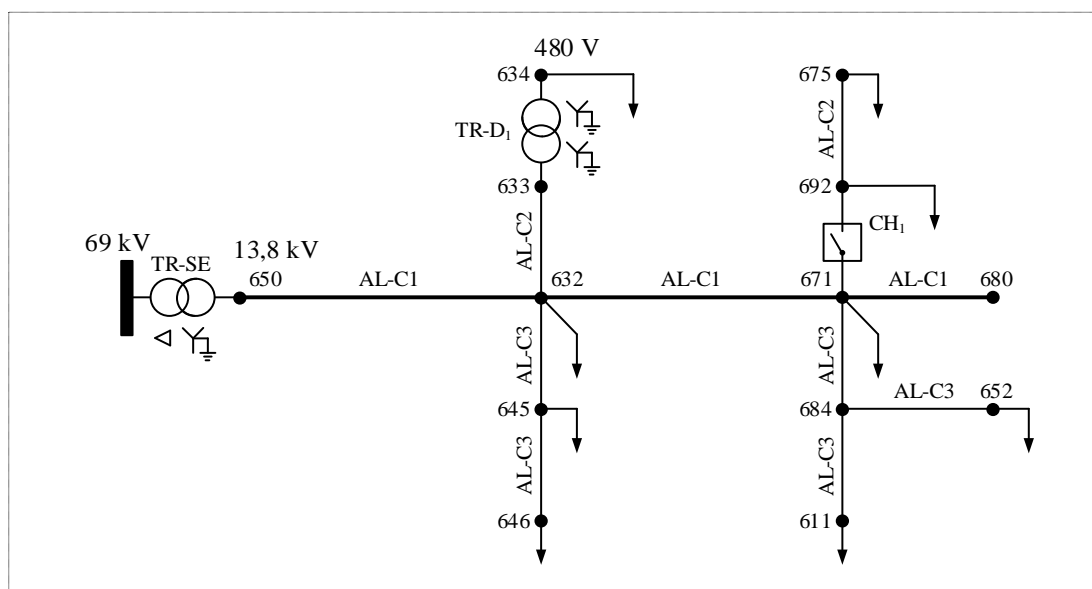 480 V
634
675
TR-D₁
AL-C2
633
692
CH₁
69 kV
TR-SE
13,8 kV
650
AL-C2
AL-C1
632
AL-C1
671
AL-C1
680
AL-C3
AL-C3
645
684
AL-C3
652
AL-C3
AL-C3
646
611